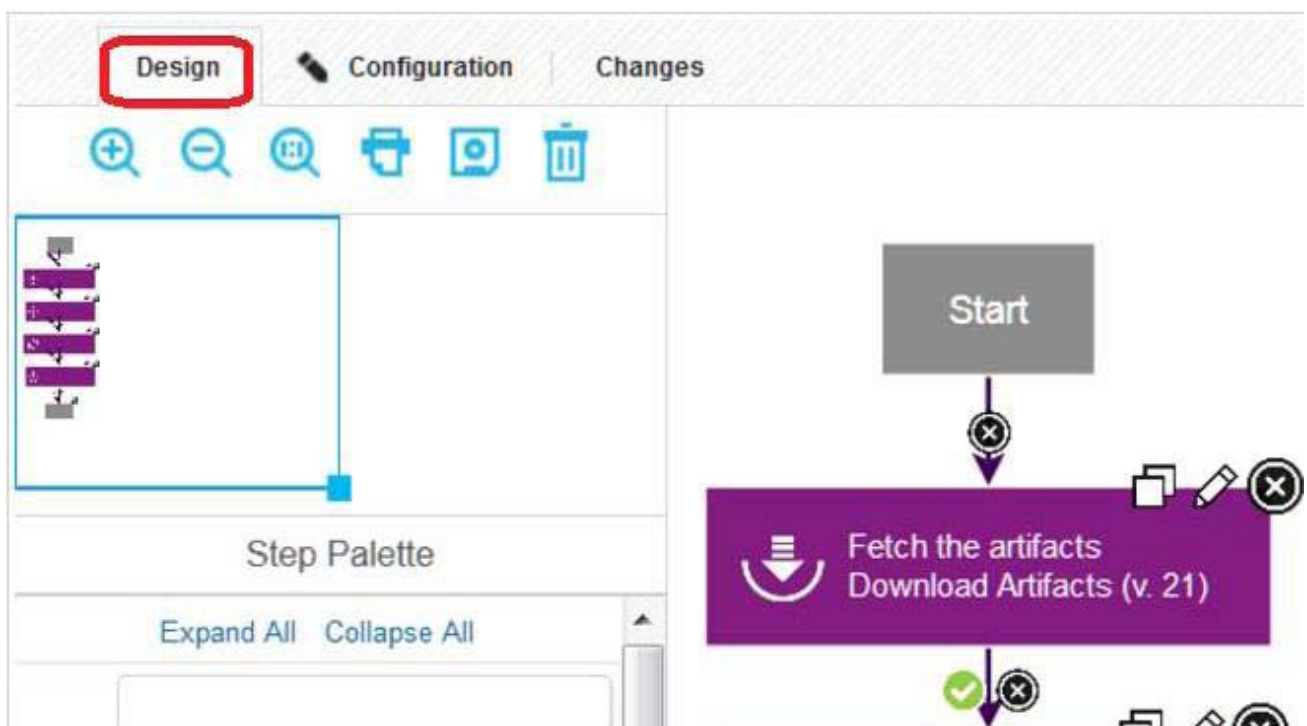 Design Configuration Changes
Start
Fetch the artifacts
Download Artifacts (v. 21)
Step Palette
Expand All Collapse All